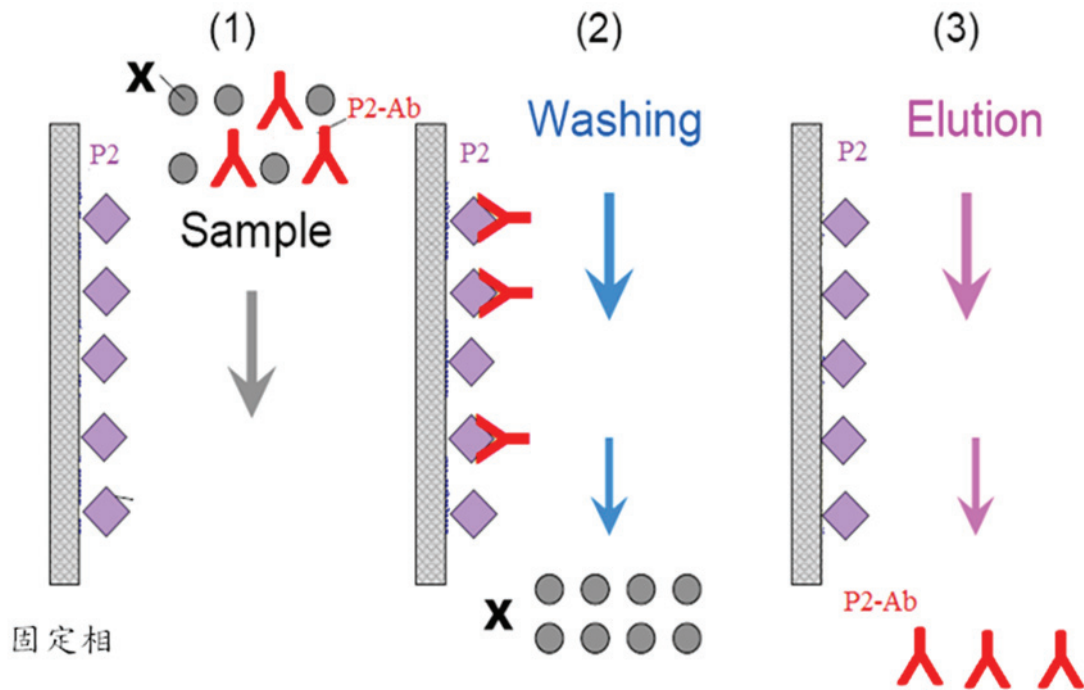 (1)
(2)
(3)
X
P2-Ab
P2
Sample
Washing
P2
Elution
P2
X
固定相
P2-Ab